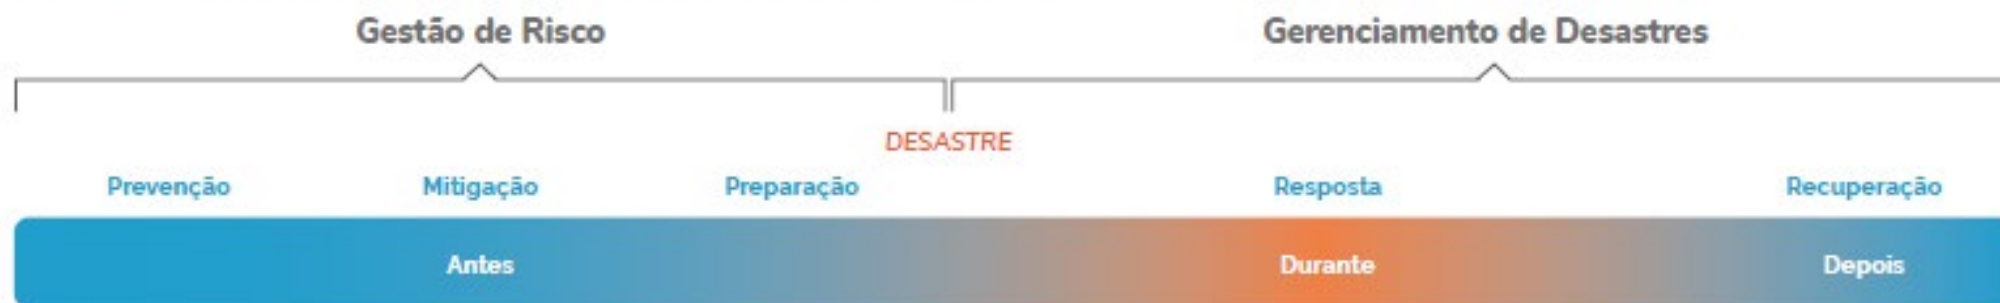 Gestão de Risco Gerenciamento de Desastres
DESASTRE
Prevenção Mitigação Preparação Resposta Recuperação
Antes Durante Depois